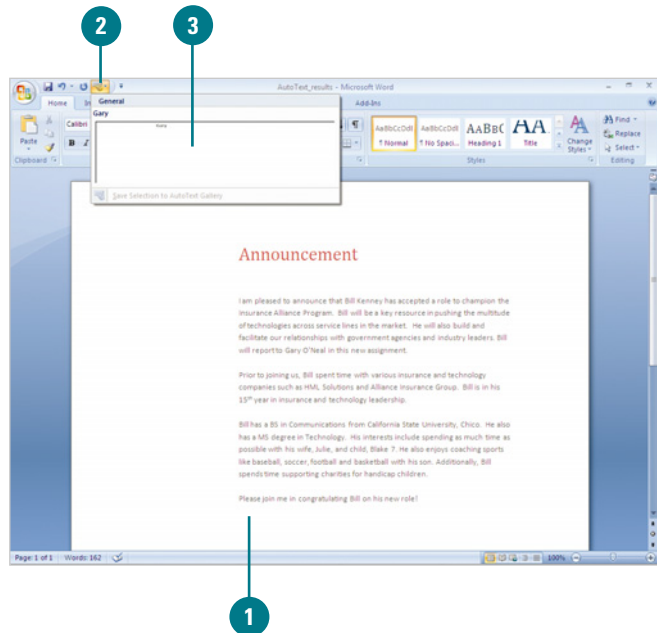 2
3
AutoText_results - Microsoft Word
Home
General
Add-Ins
Gary
Calibri
AaBbCcDdI
AaBbCcDdI
AaBbC
AA
Paste
B
I
¶ Normal
¶ No Spaci...
Heading 1
Title
Change
Styles
Find
Replace
Select
Clipboard
Styles
Editing
Save Selection to AutoText Gallery
Announcement
I am pleased to announce that Bill Kenney has accepted a role to champion the
Insurance Alliance Program. Bill will be a key resource in pushing the multitude
of technologies across service lines in the market. He will also build and
facilitate our relationships with government agencies and industry leaders. Bill
will report to Gary O'Neal in this new assignment.
Prior to joining us, Bill spent time with various insurance and technology
companies such as HML Solutions and Alliance Insurance Group. Bill is in his
15th year in insurance and technology leadership.
Bill has a BS in Communications from California State University, Chico. He also
has a MS degree in Technology. His interests include spending as much time as
possible with his wife, Julie, and child, Blake 7. He also enjoys coaching sports
like baseball, soccer, football and basketball with his son. Additionally, Bill
spends time supporting charities for handicap children.
Please join me in congratulating Bill on his new role!
Page: 1 of 1
Words: 162
100%
1